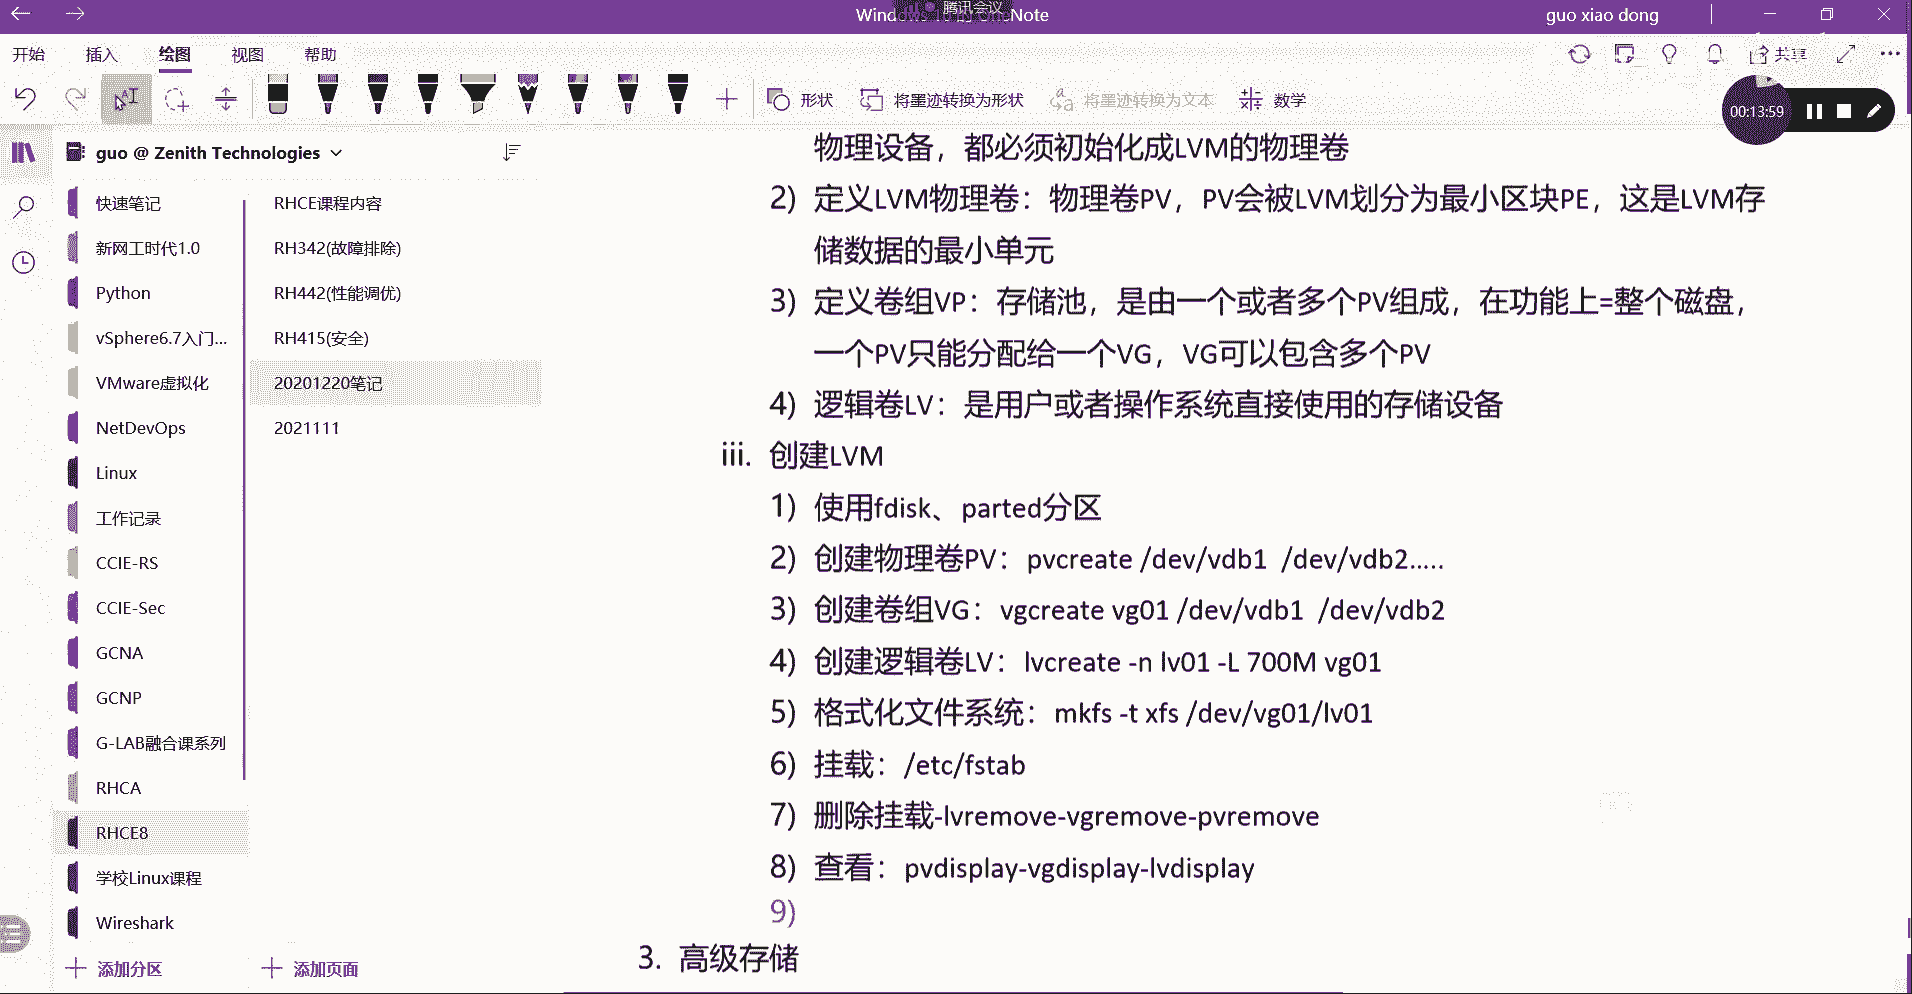 guo xiao dong
开始 插入 绘图 视图 帮助
共享
形状 将墨迹转换为形状 将墨迹转换为文本 数学
00:13:59
guo @ Zenith Technologies
快速笔记
新网工时代1.0
Python
vSphere6.7入门...
VMware虚拟化
NetDevOps
Linux
工作记录
CCIE-RS
CCIE-Sec
GCNA
GCNP
G-LAB融合课系列
RHCA
RHCE8
学校Linux课程
Wireshark
添加分区
RHCE课程内容
RH342(故障排除)
RH442(性能调优)
RH415(安全)
20201220笔记
2021111
添加页面
物理设备，都必须初始化成LVM的物理卷
2) 定义LVM物理卷：物理卷PV，PV会被LVM划分为最小区块PE，这是LVM存
储数据的最小单元
3) 定义卷组VP：存储池，是由一个或者多个PV组成，在功能上=整个磁盘，
一个PV只能分配给一个VG，VG可以包含多个PV
4) 逻辑卷LV：是用户或者操作系统直接使用的存储设备
iii. 创建LVM
1) 使用fdisk、parted分区
2) 创建物理卷PV：pvcreate /dev/vdb1 /dev/vdb2.....
3) 创建卷组VG：vgcreate vg01 /dev/vdb1 /dev/vdb2
4) 创建逻辑卷LV：lvcreate -n lv01 -L 700M vg01
5) 格式化文件系统：mkfs -t xfs /dev/vg01/lv01
6) 挂载：/etc/fstab
7) 删除挂载-lvremove-vgremove-pvremove
8) 查看：pvdisplay-vgdisplay-lvdisplay
9)
3. 高级存储